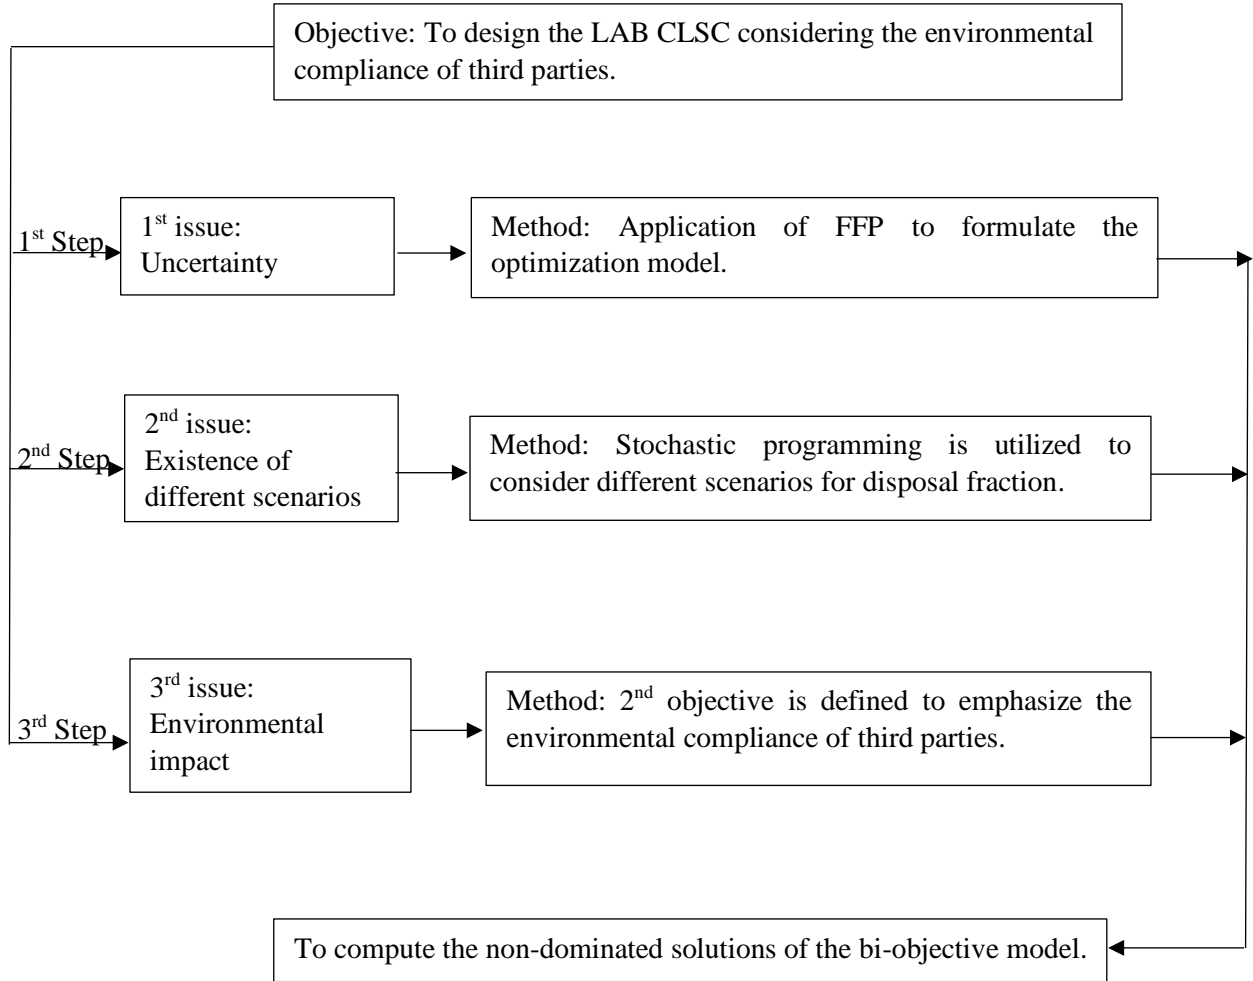 Objective: To design the LAB CLSC considering the environmental
compliance of third parties.
1st Step
1st issue:
Uncertainty
Method: Application of FFP to formulate the
optimization model.
2nd Step
2nd issue:
Existence of
different scenarios
Method: Stochastic programming is utilized to
consider different scenarios for disposal fraction.
3rd Step
3rd issue:
Environmental
impact
Method: 2nd objective is defined to emphasize the
environmental compliance of third parties.
To compute the non-dominated solutions of the bi-objective model.